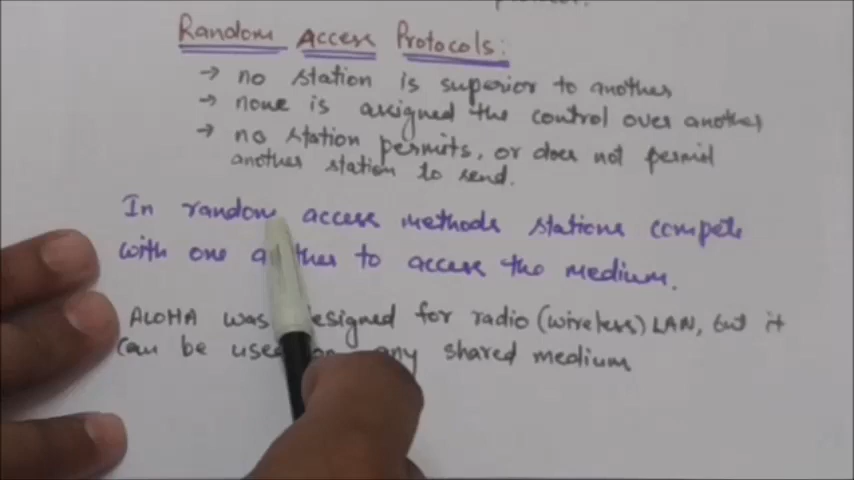 Random Access Protocols:
→ no station is superior to another
→ none is assigned the control over another
→ no station permits, or does not permit
another station to send.
In random access methods stations compete
with one another to access the medium.
ALOHA was designed for radio (wireless) LAN, but it
can be used on any shared medium